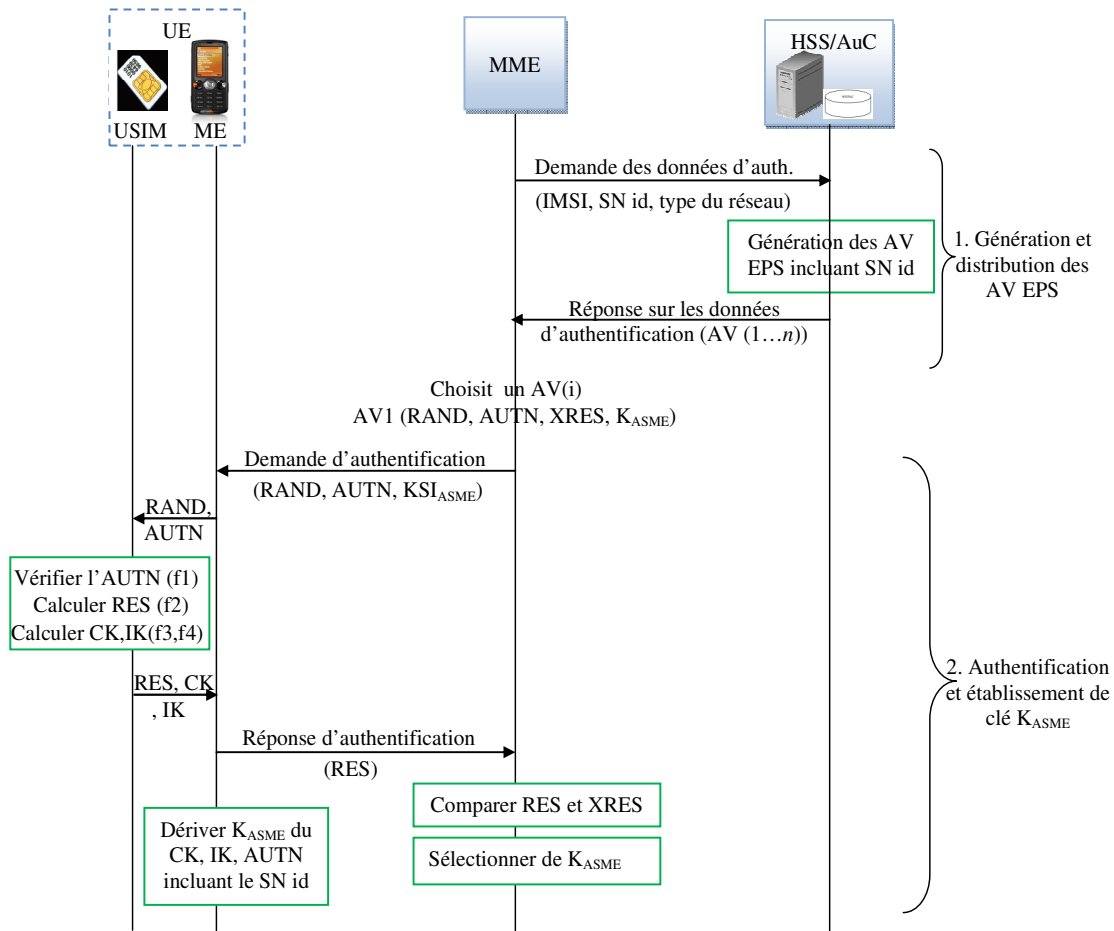 UE
USIM
ME
MME
HSS/AuC
Demande des données d'auth.
(IMSI, SN id, type du réseau)
Génération des AV
EPS incluant SN id
1. Génération et
distribution des
AV EPS
Réponse sur les données
d'authentification (AV (1…n))
Choisit un AV(i)
AV1 (RAND, AUTN, XRES, KASME)
Demande d'authentification
(RAND, AUTN, KSIASME)
RAND,
AUTN
Vérifier l'AUTN (f1)
Calculer RES (f2)
Calculer CK,IK(f3,f4)
RES, CK
, IK
2. Authentification
et établissement de
clé KASME
Réponse d'authentification
(RES)
Comparer RES et XRES
Dériver KASME du
CK, IK, AUTN
incluant le SN id
Sélectionner de KASME